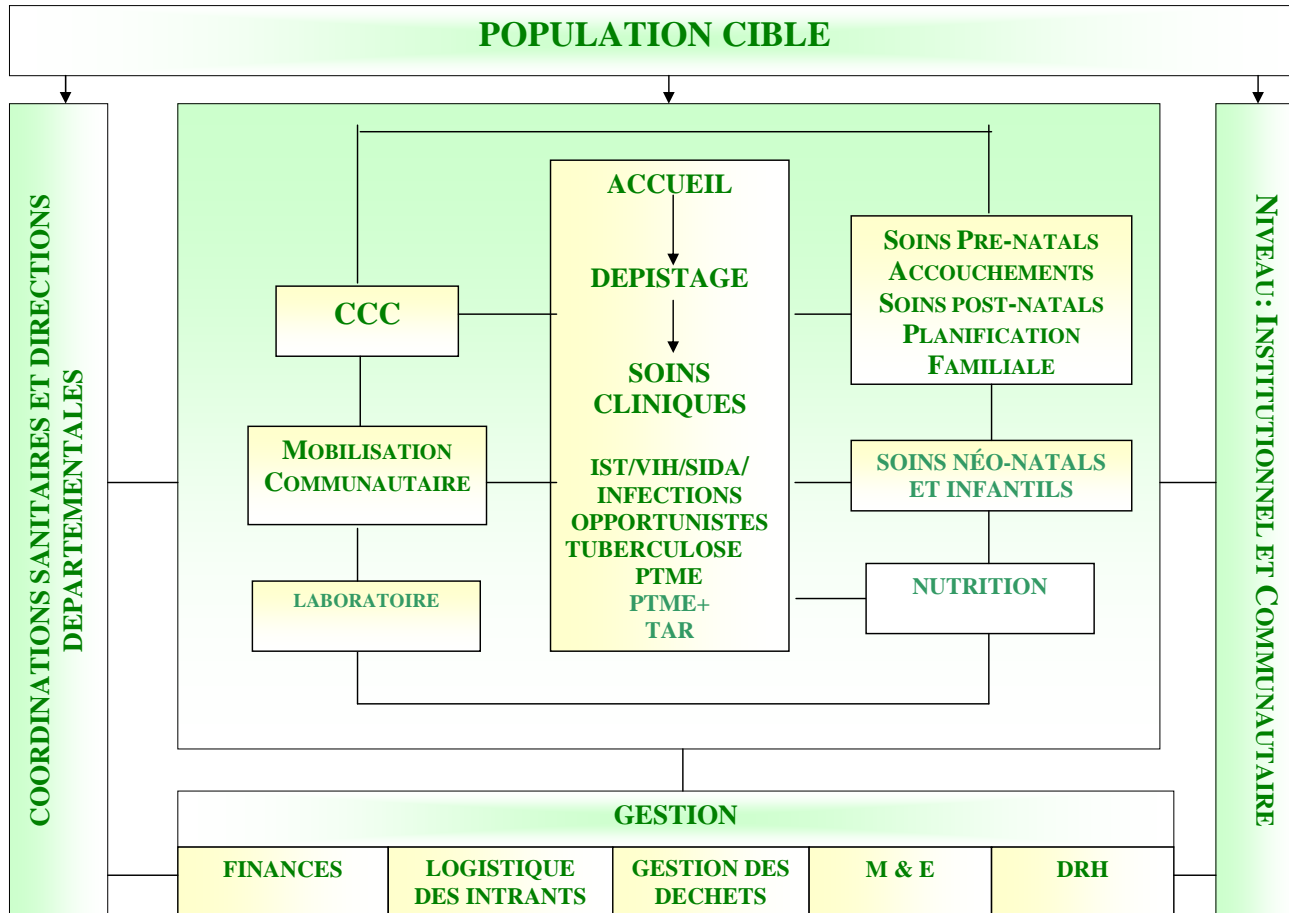 POPULATION CIBLE
COORDINATIONS SANITAIRES ET DIRECTIONS
DEPARTEMENTALES
CCC
MOBILISATION
COMMUNAUTAIRE
LABORATOIRE
ACCUEIL
DEPISTAGE
SOINS
CLINIQUES
IST/VIH/SIDA/
INFECTIONS
OPPORTUNISTES
TUBERCULOSE
PTME
PTME+
TAR
SOINS PRE-NATALS
ACCOUCHEMENTS
SOINS POST-NATALS
PLANIFICATION
FAMILIALE
SOINS NÉO-NATALS
ET INFANTILS
NUTRITION
NIVEAU: INSTITUTIONNEL ET COMMUNAUTAIRE
GESTION
FINANCES
LOGISTIQUE
DES INTRANTS
GESTION DES
DECHETS
M & E
DRH